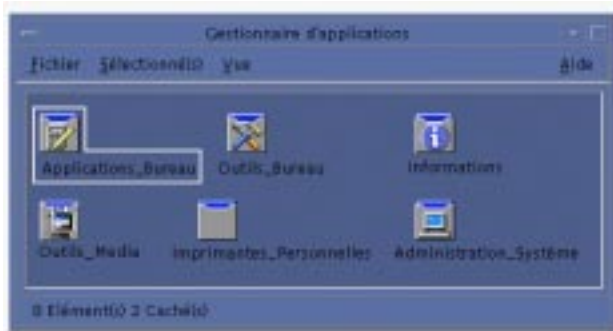 Gestionnaire d'applications
Fichier Sélectionné(s) Vue Aide
Applications_Bureau Outils_Bureau Informations
Outils_Media Imprimantes_Personnelles Administration_Système
8 Elément(s) 2 Caché(s)